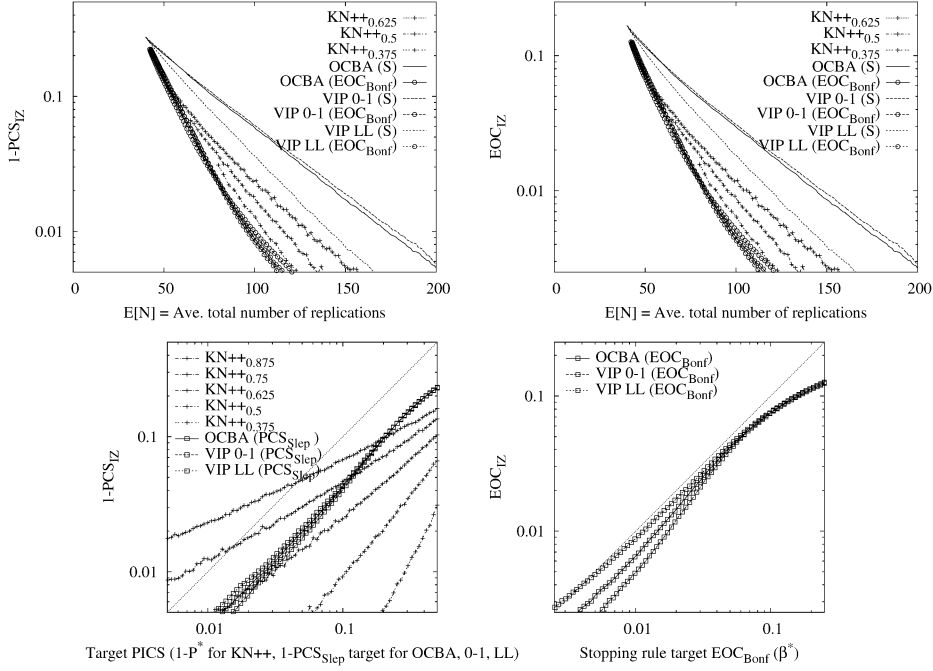 KN++0.625
KN++0.5
KN++0.375
OCBA (S)
OCBA (EOCBonf)
VIP 0-1 (S)
VIP 0-1 (EOCBonf)
VIP LL (S)
VIP LL (EOCBonf)
0.1
0.01
1-PCSIZ
0 50 100 150 200
E[N] = Ave. total number of replications
KN++0.625
KN++0.5
KN++0.375
OCBA (S)
OCBA (EOCBonf)
VIP 0-1 (S)
VIP 0-1 (EOCBonf)
VIP LL (S)
VIP LL (EOCBonf)
0.1
0.01
EOCIZ
0 50 100 150 200
E[N] = Ave. total number of replications
KN++0.875
KN++0.75
KN++0.625
KN++0.5
KN++0.375
OCBA (PCSSlep)
VIP 0-1 (PCSSlep)
VIP LL (PCSSlep)
0.1
0.01
1-PCSIZ
0.01 0.1
Target PICS (1-P* for KN++, 1-PCSSlep target for OCBA, 0-1, LL)
OCBA (EOCBonf)
VIP 0-1 (EOCBonf)
VIP LL (EOCBonf)
0.1
0.01
EOCIZ
0.01 0.1
Stopping rule target EOCBonf (β*)